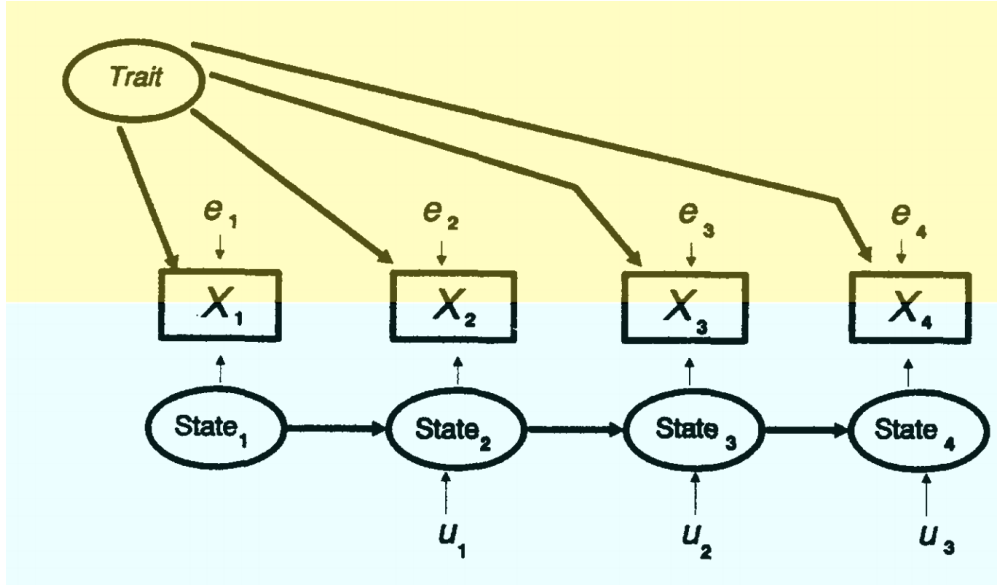 Trait
e₁ e₂ e₃ e₄
X₁ X₂ X₃ X₄
State₁ State₂ State₃ State₄
u₁ u₂ u₃